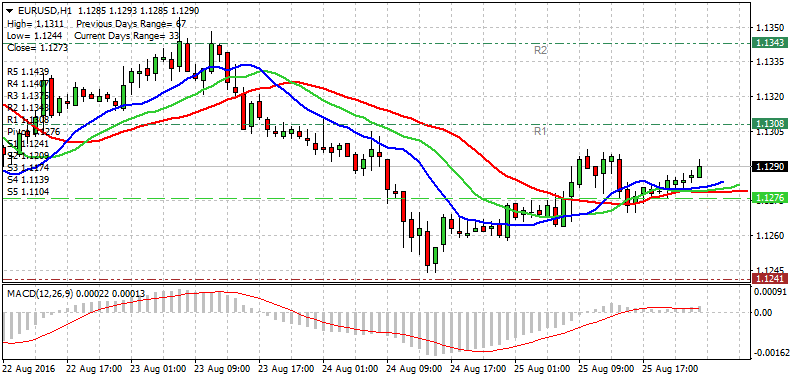 EURUSD,H1 1.1285 1.1293 1.1285 1.1290
High= 1.1311 Previous Days Range= 67
Low= 1.1244 Current Days Range= 33
Close= 1.1273
R5 1.1439
R4 1.1407
R3 1.1375
R2 1.1343
R1 1.1308
Pivot 1.1276
S1 1.1241
S2 1.1209
S3 1.1174
S4 1.1139
S5 1.1104
R2
R1
1.1350
1.1343
1.1335
1.1320
1.1308
1.1305
1.1290
1.1276
1.1260
1.1245
1.1241
MACD(12,26,9) 0.00022 0.00013
0.00091
0.00
-0.00162
22 Aug 2016
22 Aug 17:00
23 Aug 01:00
23 Aug 09:00
23 Aug 17:00
24 Aug 01:00
24 Aug 09:00
24 Aug 17:00
25 Aug 01:00
25 Aug 09:00
25 Aug 17:00